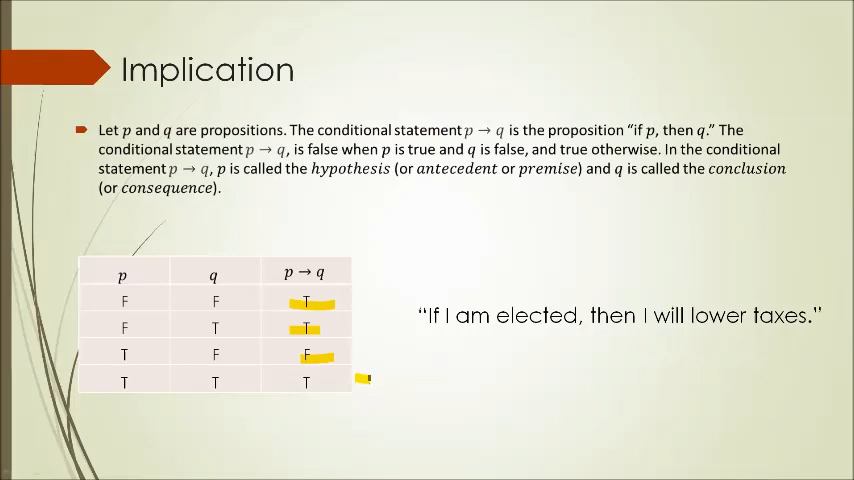 Implication
Let p and q are propositions. The conditional statement p → q is the proposition “if p, then q.” The
conditional statement p → q, is false when p is true and q is false, and true otherwise. In the conditional
statement p → q, p is called the hypothesis (or antecedent or premise) and q is called the conclusion
(or consequence).
p q p → q
F F T
F T T
T F F
T T T
“If I am elected, then I will lower taxes.”